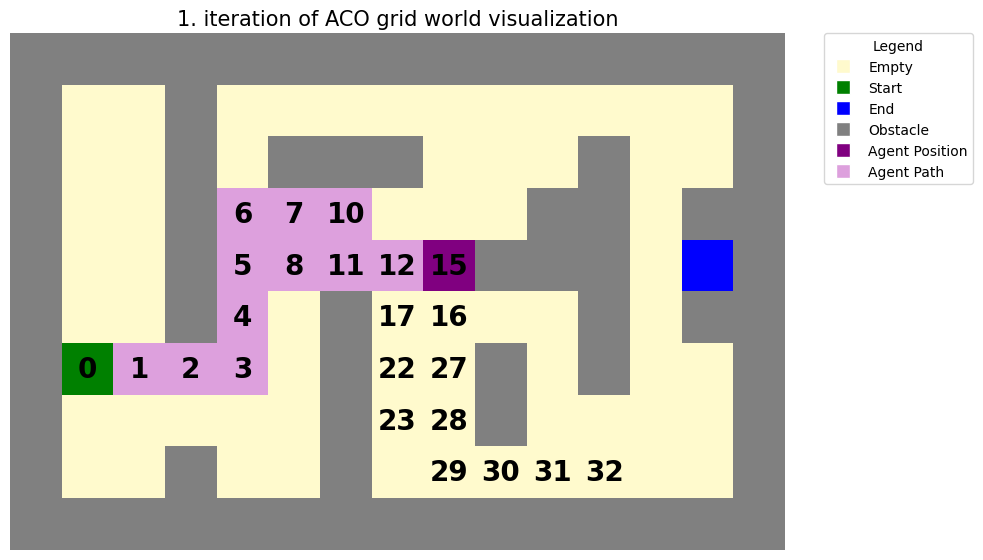 1. iteration of ACO grid world visualization
Legend
Empty
Start
End
Obstacle
Agent Position
Agent Path
6 7 10
5 8 11 12 15
4 17 16
0 1 2 3 22 27
23 28
29 30 31 32